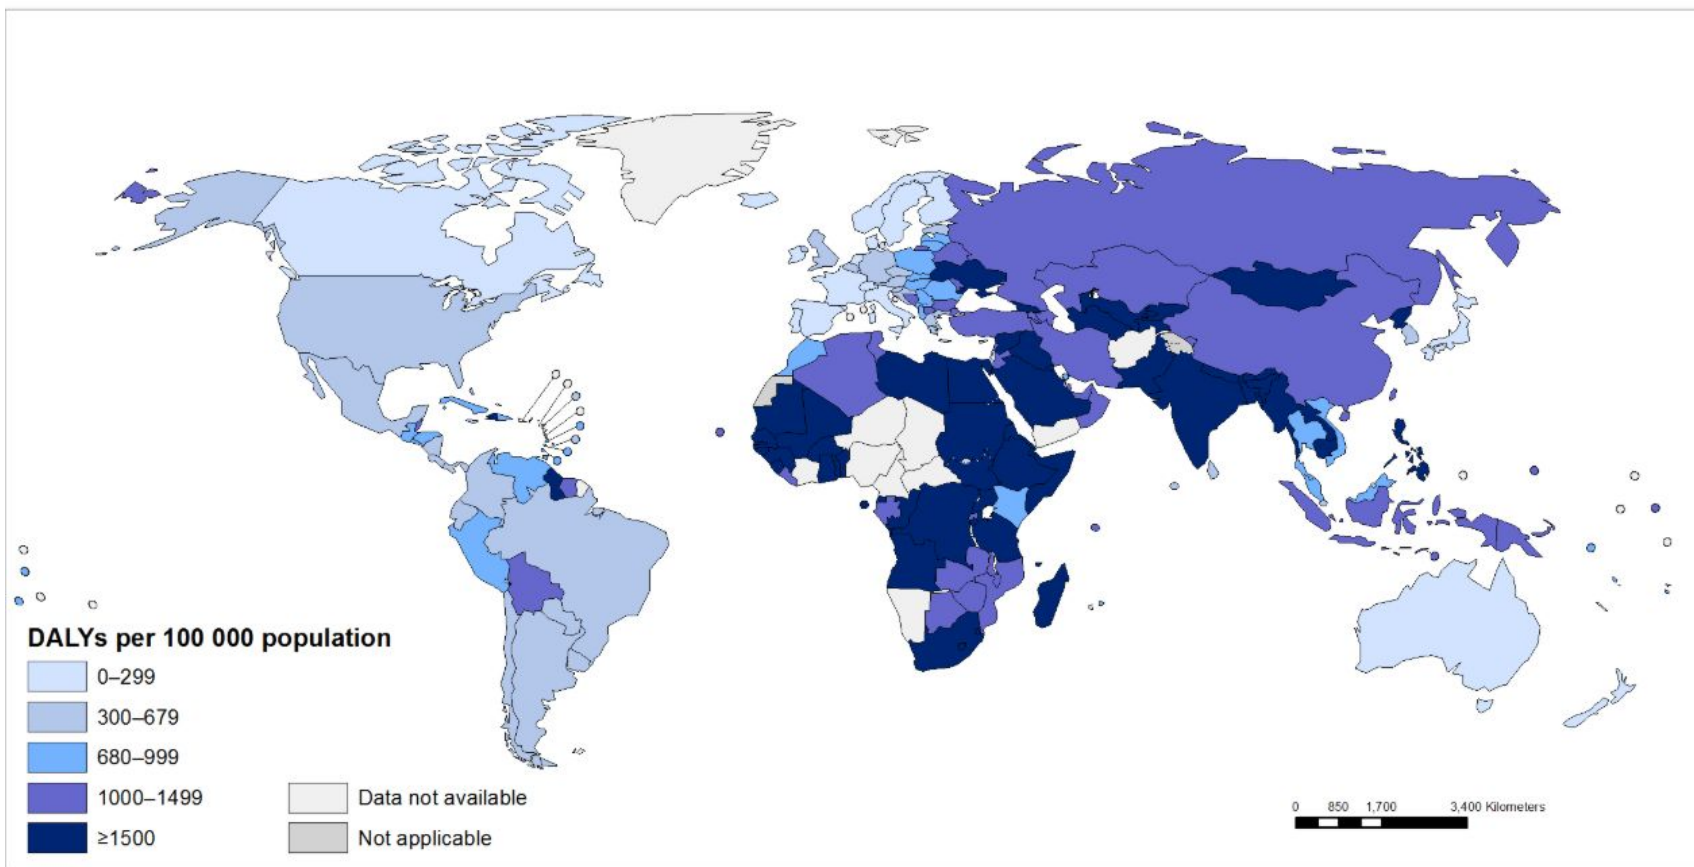 DALYs per 100 000 population
0–299
300–679
680–999
1000–1499
≥1500
Data not available
Not applicable
0 850 1,700 3,400 Kilometers